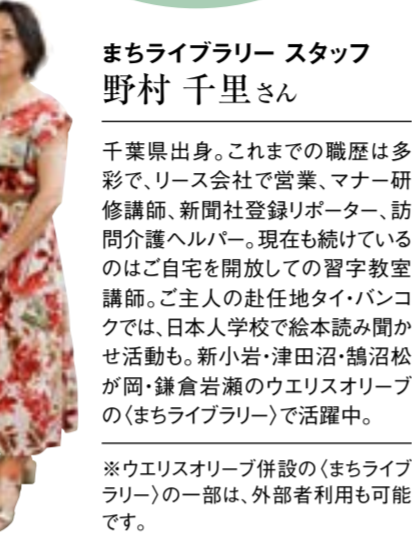 まちライブラリー スタッフ
野村 千里さん
千葉県出身。これまでの職歴は多
彩で、リース会社で営業、マナー研
修講師、新聞社登録リポーター、訪
問介護ヘルパー。現在も続けている
のはご自宅を開放しての習字教室
講師。ご主人の赴任地タイ・バンコ
クでは、日本人学校で絵本読み聞か
せ活動も。新小岩・津田沼・鵠沼松
が岡・鎌倉岩瀬のウエリスオリーブ
の〈まちライブラリー〉で活躍中。
※ウエリスオリーブ併設の〈まちライブ
ラリー〉の一部は、外部者利用も可能
です。